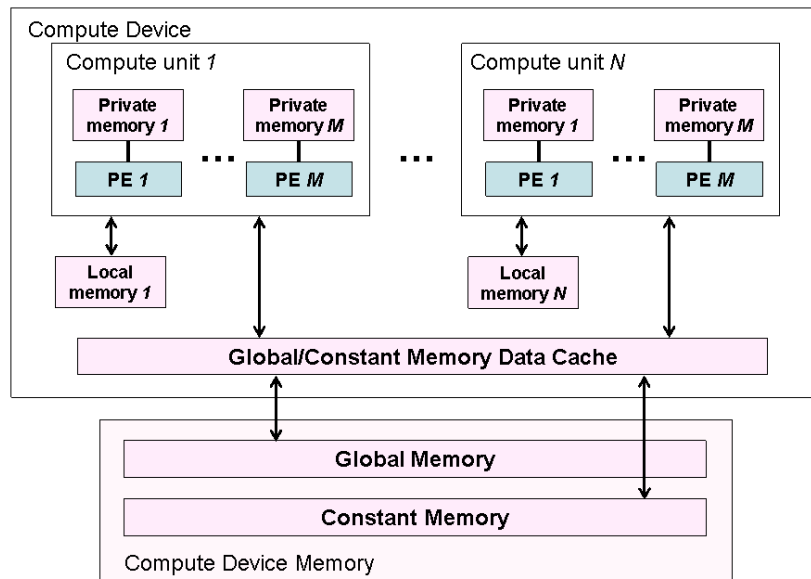 Compute Device
Compute unit 1
Compute unit N
Private
memory 1
Private
memory M
Private
memory 1
Private
memory M
...
...
...
PE 1
PE M
PE 1
PE M
Local
memory 1
Local
memory N
Global/Constant Memory Data Cache
Global Memory
Constant Memory
Compute Device Memory